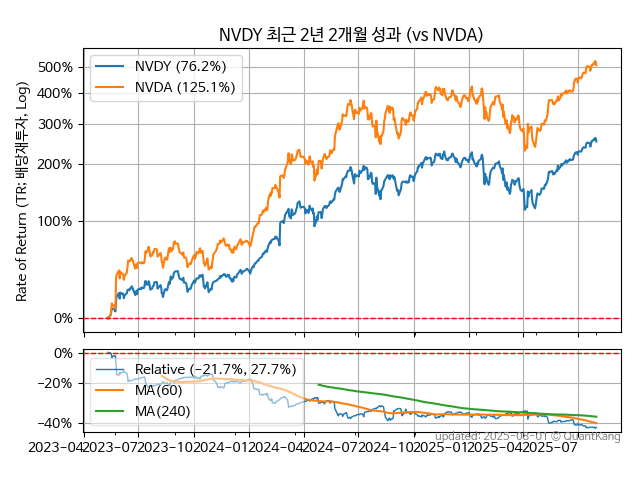 NVDY 최근 2년 2개월 성과 (vs NVDA)
Rate of Return (TR: 배당재투자, Log)
500%
400%
300%
200%
100%
0%
NVDY (76.2%)
NVDA (125.1%)
0%
−20%
−40%
Relative (−21.7%, 27.7%)
MA(60)
MA(240)
2023-04
2023-07
2023-10
2024-01
2024-04
2024-07
2024-10
2025-01
2025-04
2025-07
updated: 2025-08-01 © QuantKang